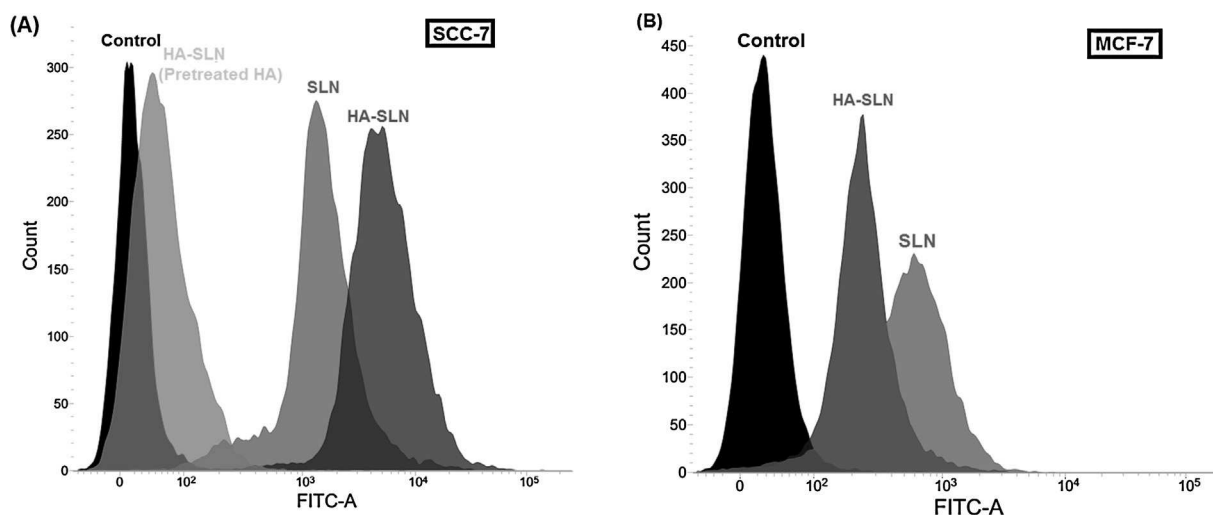 (A)
SCC-7
Control
HA-SLN
(Pretreated HA)
SLN
HA-SLN
Count
300
250
200
150
100
50
0
0 10² 10³ 10⁴ 10⁵
FITC-A
(B)
MCF-7
Control
HA-SLN
SLN
Count
450
400
350
300
250
200
150
100
50
0
0 10² 10³ 10⁴ 10⁵
FITC-A